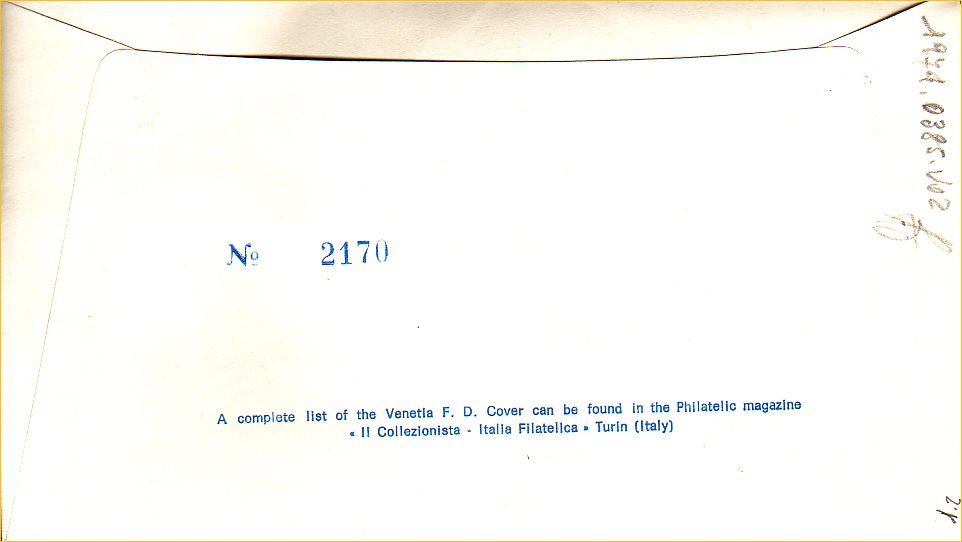 Nº 2170
A complete list of the Venetia F. D. Cover can be found in the Philatelic magazine
« Il Collezionista - Italia Filatelica » Turin (Italy)